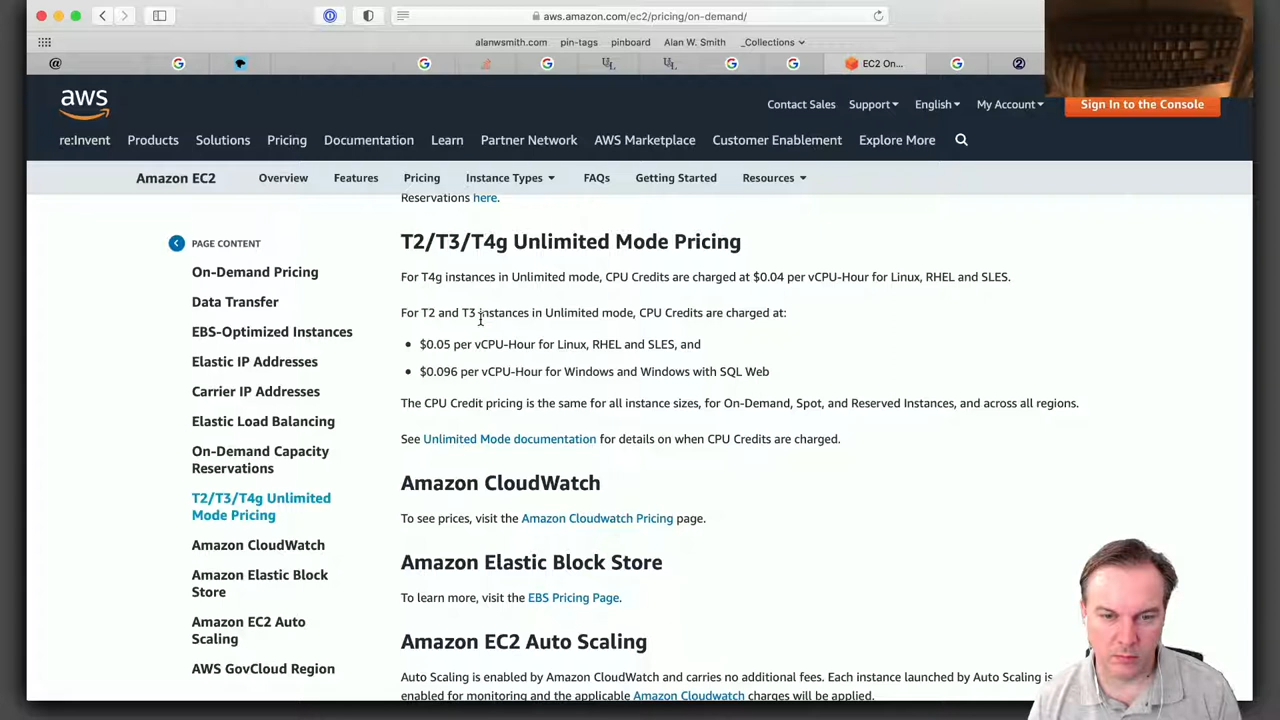 aws.amazon.com/ec2/pricing/on-demand/
alanwsmith.com pin-tags pinboard Alan W. Smith _Collections
EC2 On...
aws
Contact Sales Support English My Account Sign In to the Console
re:Invent Products Solutions Pricing Documentation Learn Partner Network AWS Marketplace Customer Enablement Explore More
Amazon EC2 Overview Features Pricing Instance Types FAQs Getting Started Resources
PAGE CONTENT
On-Demand Pricing
Data Transfer
EBS-Optimized Instances
Elastic IP Addresses
Carrier IP Addresses
Elastic Load Balancing
On-Demand Capacity
Reservations
T2/T3/T4g Unlimited
Mode Pricing
Amazon CloudWatch
Amazon Elastic Block
Store
Amazon EC2 Auto
Scaling
AWS GovCloud Region
Reservations here.
T2/T3/T4g Unlimited Mode Pricing
For T4g instances in Unlimited mode, CPU Credits are charged at $0.04 per vCPU-Hour for Linux, RHEL and SLES.
For T2 and T3 instances in Unlimited mode, CPU Credits are charged at:
• $0.05 per vCPU-Hour for Linux, RHEL and SLES, and
• $0.096 per vCPU-Hour for Windows and Windows with SQL Web
The CPU Credit pricing is the same for all instance sizes, for On-Demand, Spot, and Reserved Instances, and across all regions.
See Unlimited Mode documentation for details on when CPU Credits are charged.
Amazon CloudWatch
To see prices, visit the Amazon Cloudwatch Pricing page.
Amazon Elastic Block Store
To learn more, visit the EBS Pricing Page.
Amazon EC2 Auto Scaling
Auto Scaling is enabled by Amazon CloudWatch and carries no additional fees. Each instance launched by Auto Scaling is
enabled for monitoring and the applicable Amazon Cloudwatch charges will be applied.